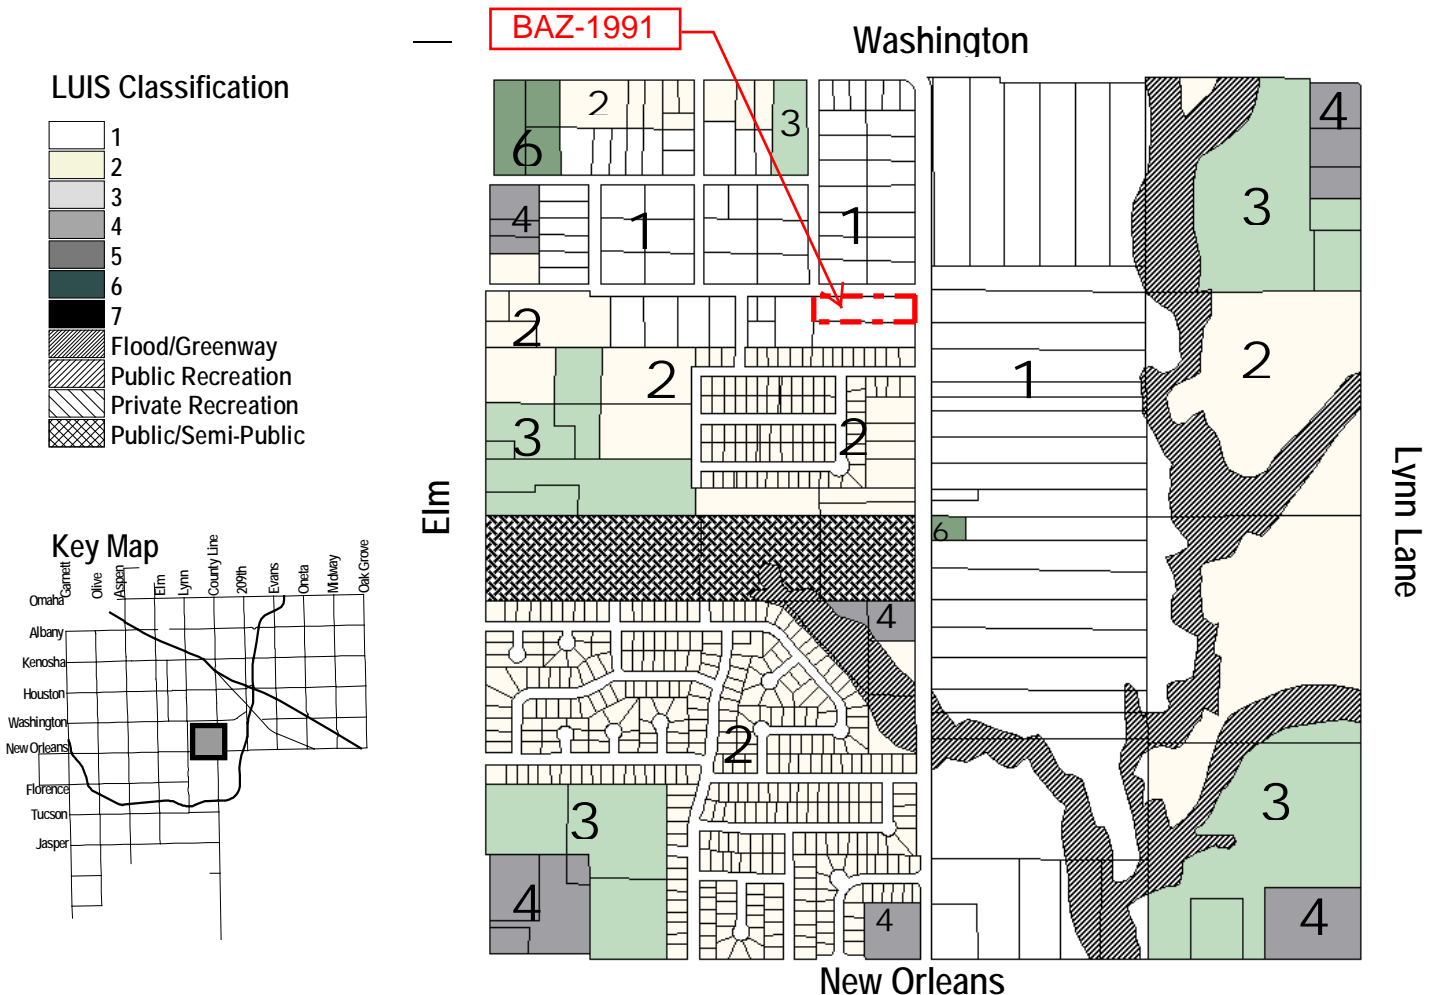 BAZ-1991
Washington
LUIS Classification
1
2
3
4
5
6
7
Flood/Greenway
Public Recreation
Private Recreation
Public/Semi-Public
Key Map
Garnett
Olive
Aspen
Elm
Lynn
County Line
209th
Evans
Oneta
Midway
Oak Grove
Omaha
Albany
Kenosha
Houston
Washington
New Orleans
Florence
Tucson
Jasper
Elm
Lynn Lane
6
2
3
4
4
1
1
3
2
2
1
2
3
2
6
4
2
3
3
4
4
4
New Orleans